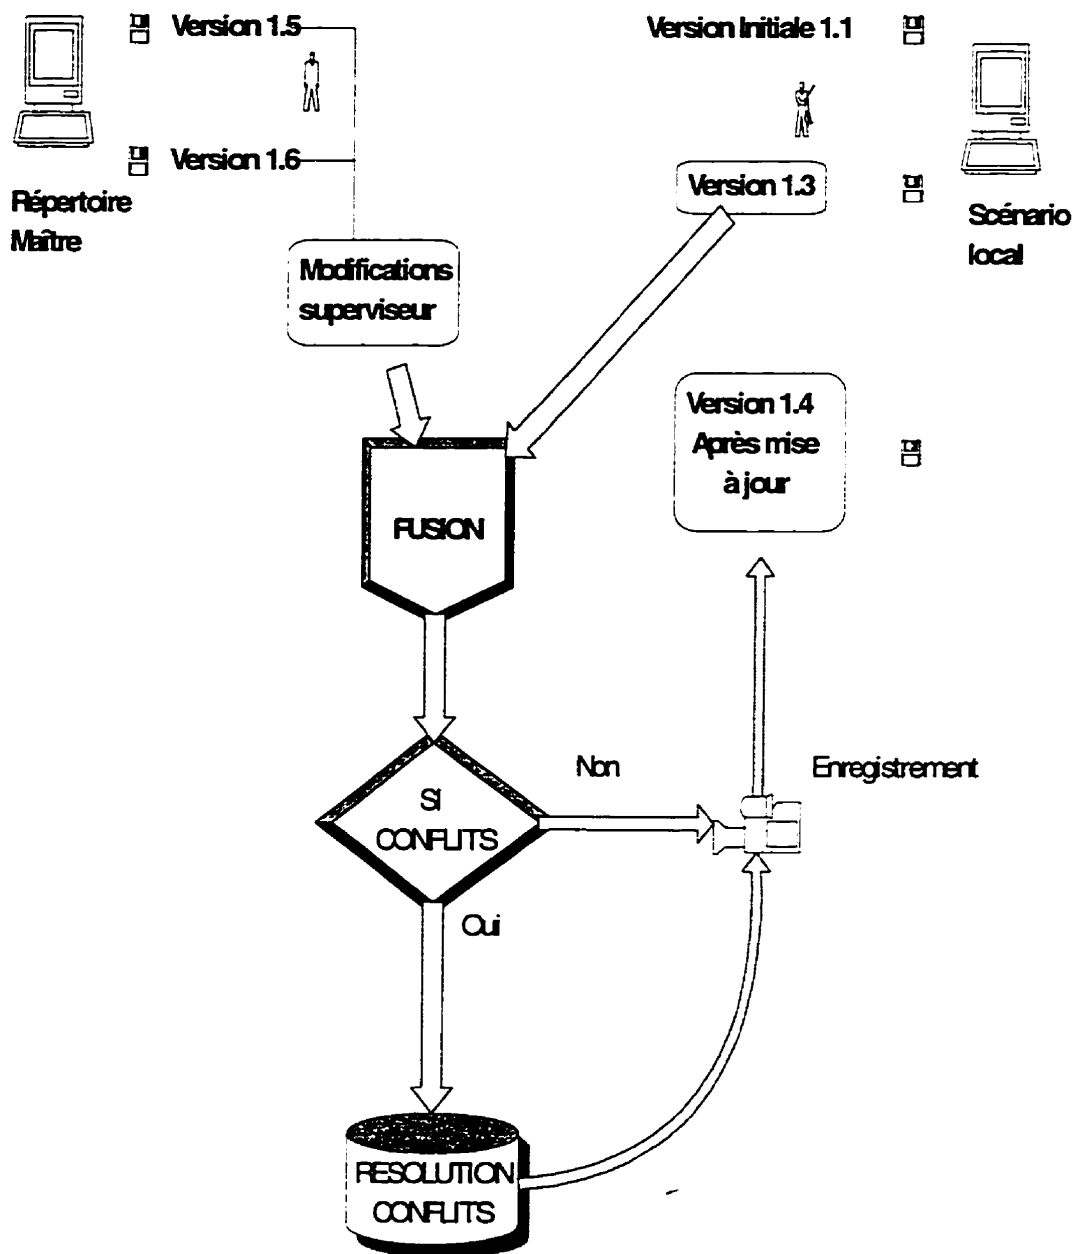 Version 1.5
Version Initiale 1.1
Version 1.6
Version 1.3
Répertoire
Maître
Scénario
local
Modifications
superviseur
Version 1.4
Après mise
à jour
FUSION
Non
Enregistrement
SI
CONFLITS
Oui
RESOLUTION
CONFLITS